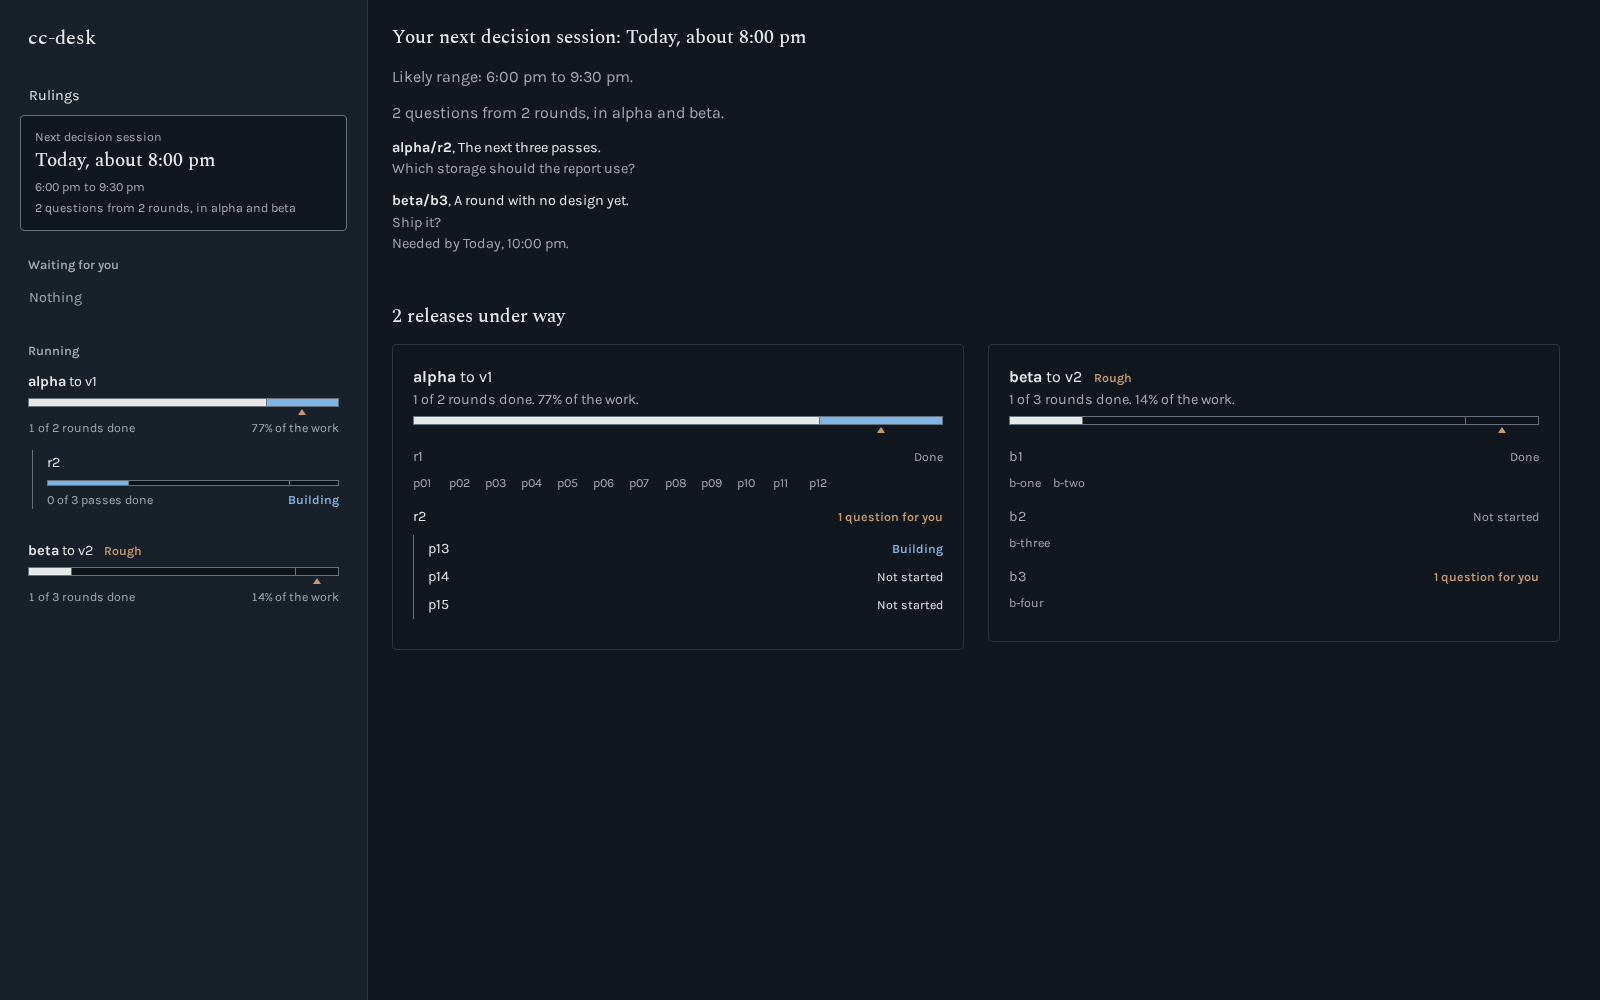 cc-desk
Rulings
Next decision session
Today, about 8:00 pm
6:00 pm to 9:30 pm
2 questions from 2 rounds, in alpha and beta
Waiting for you
Nothing
Running
alpha to v1
1 of 2 rounds done 77% of the work
r2
0 of 3 passes done Building
beta to v2 Rough
1 of 3 rounds done 14% of the work
Your next decision session: Today, about 8:00 pm
Likely range: 6:00 pm to 9:30 pm.
2 questions from 2 rounds, in alpha and beta.
alpha/r2, The next three passes.
Which storage should the report use?
beta/b3, A round with no design yet.
Ship it?
Needed by Today, 10:00 pm.
2 releases under way
alpha to v1
1 of 2 rounds done. 77% of the work.
r1 Done
p01 p02 p03 p04 p05 p06 p07 p08 p09 p10 p11 p12
r2 1 question for you
p13 Building
p14 Not started
p15 Not started
beta to v2 Rough
1 of 3 rounds done. 14% of the work.
b1 Done
b-one b-two
b2 Not started
b-three
b3 1 question for you
b-four